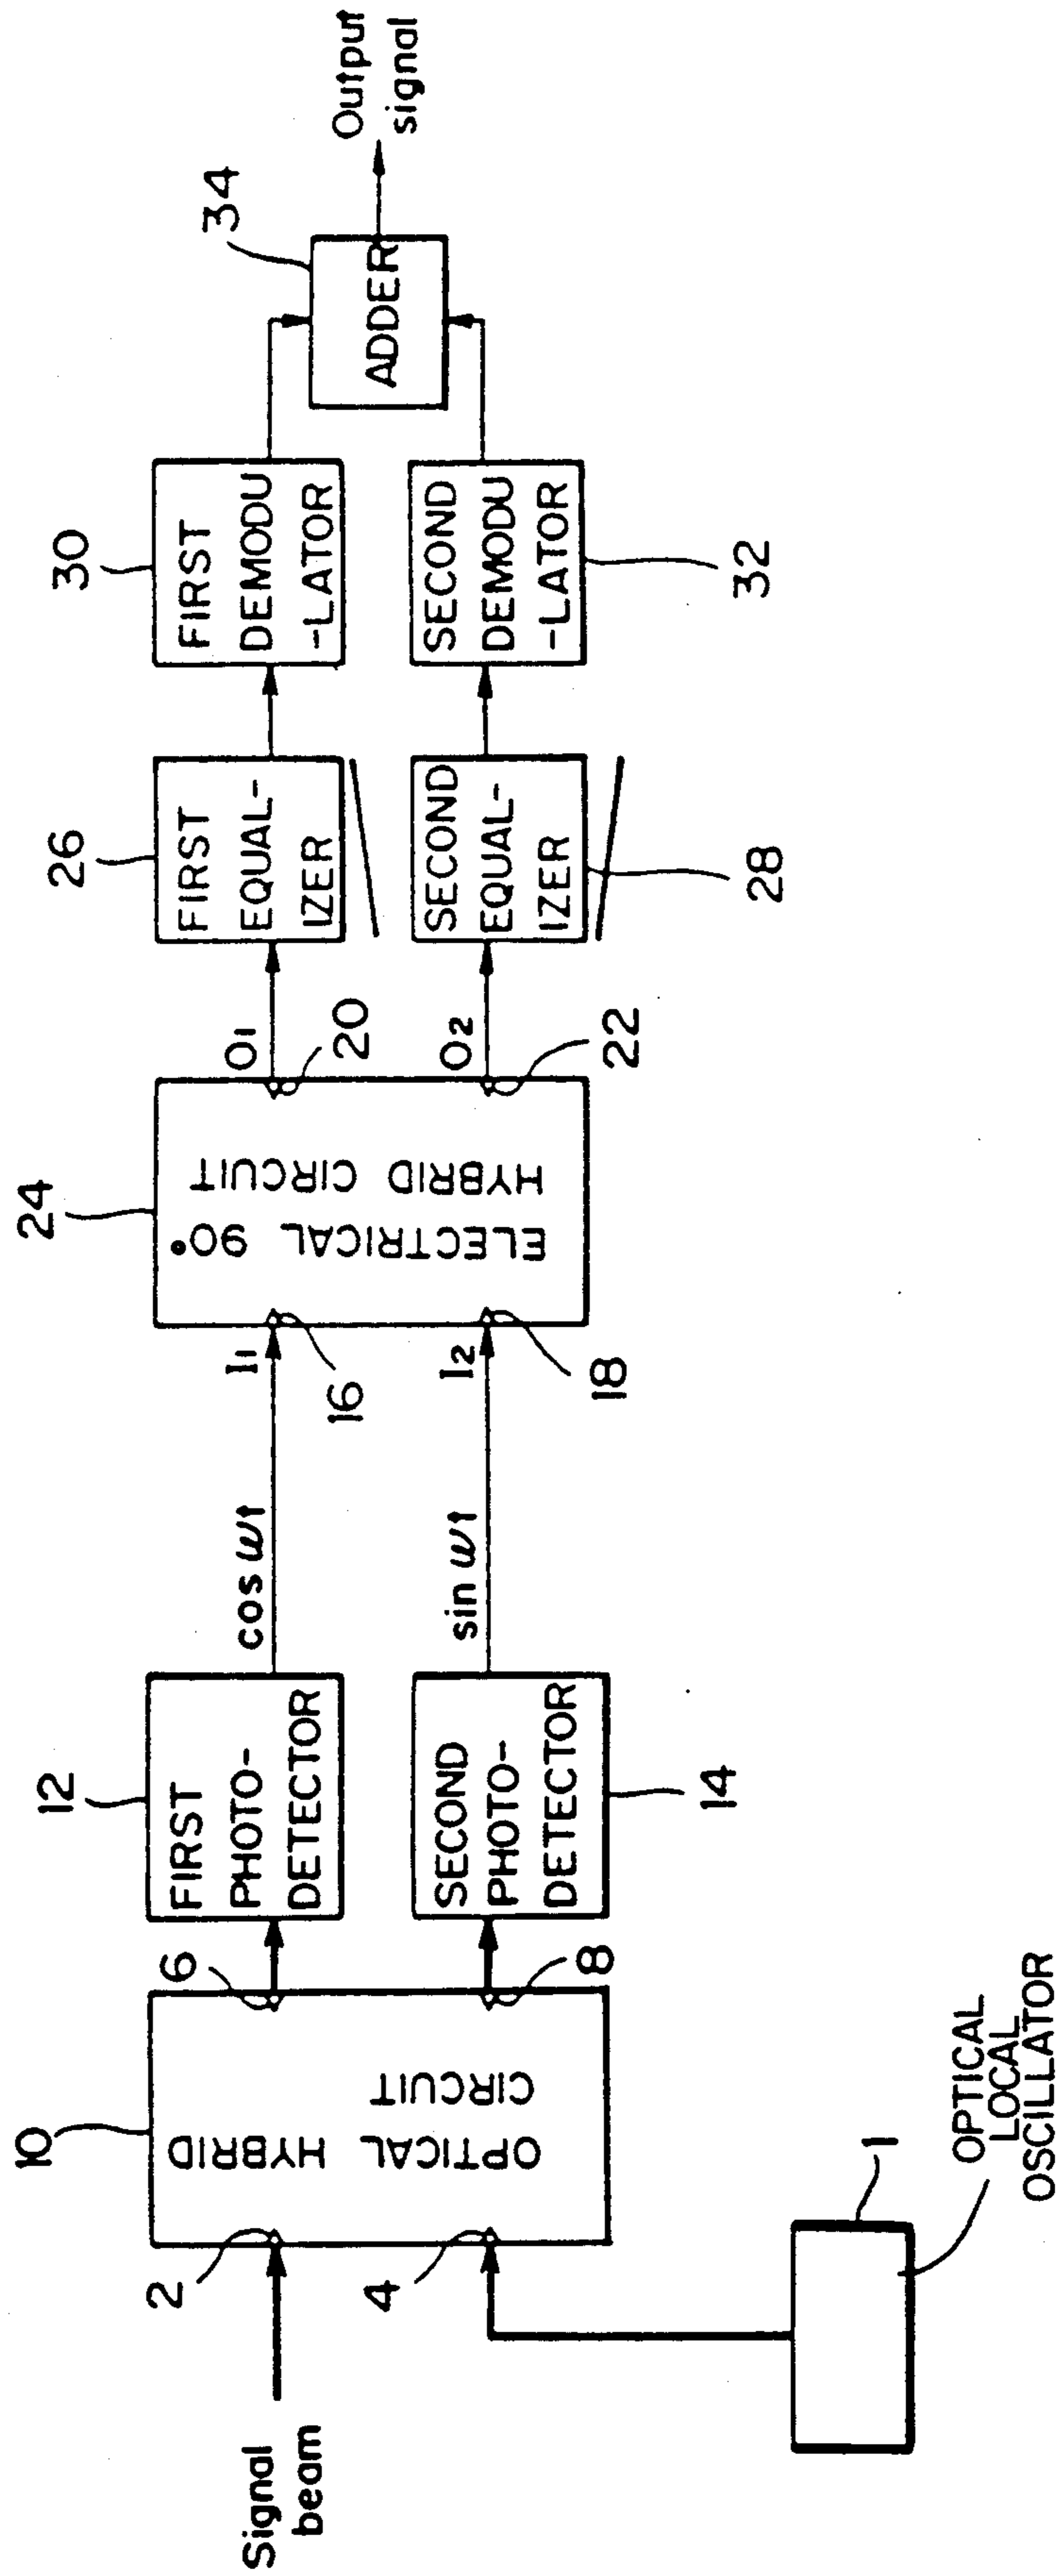 Signal
beam
2
4
10
OPTICAL HYBRID
CIRCUIT
6
8
1
OPTICAL
LOCAL
OSCILLATOR
12
FIRST
PHOTO-
DETECTOR
SECOND
PHOTO-
DETECTOR
14
cos ωt
sin ωt
I1
16
I2
18
24
ELECTRICAL 90°
HYBRID CIRCUIT
O1
20
O2
22
26
FIRST
EQUAL-
IZER
SECOND
EQUAL-
IZER
28
30
FIRST
DEMODU
-LATOR
SECOND
DEMODU
-LATOR
32
34
ADDER
Output
signal